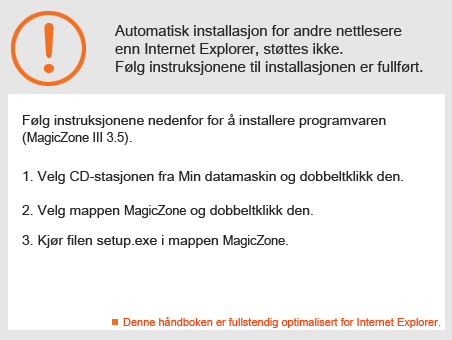 Automatisk installasjon for andre nettlesere
enn Internet Explorer, støttes ikke.
Følg instruksjonene til installasjonen er fullført.
Følg instruksjonene nedenfor for å installere programvaren
(MagicZone III 3.5).
1. Velg CD-stasjonen fra Min datamaskin og dobbeltklikk den.
2. Velg mappen MagicZone og dobbeltklikk den.
3. Kjør filen setup.exe i mappen MagicZone.
Denne håndboken er fullstendig optimalisert for Internet Explorer.